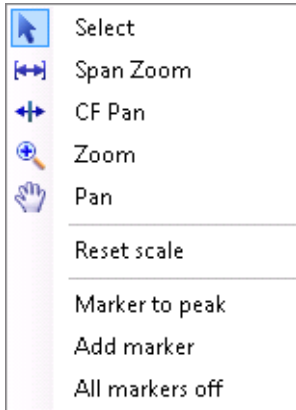 Select
Span Zoom
CF Pan
Zoom
Pan
Reset scale
Marker to peak
Add marker
All markers off